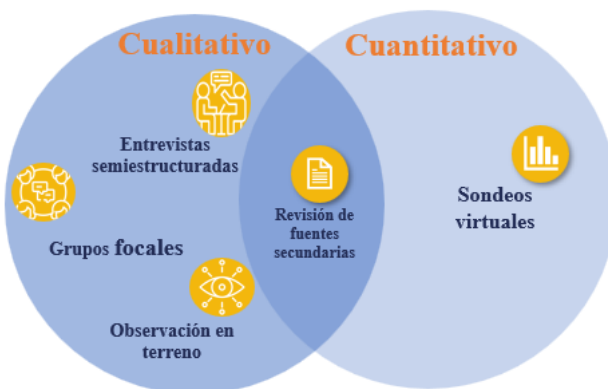 Cualitativo
Cuantitativo
Entrevistas
semiestructuradas
Grupos focales
Observación en
terreno
Revisión de
fuentes
secundarias
Sondeos
virtuales